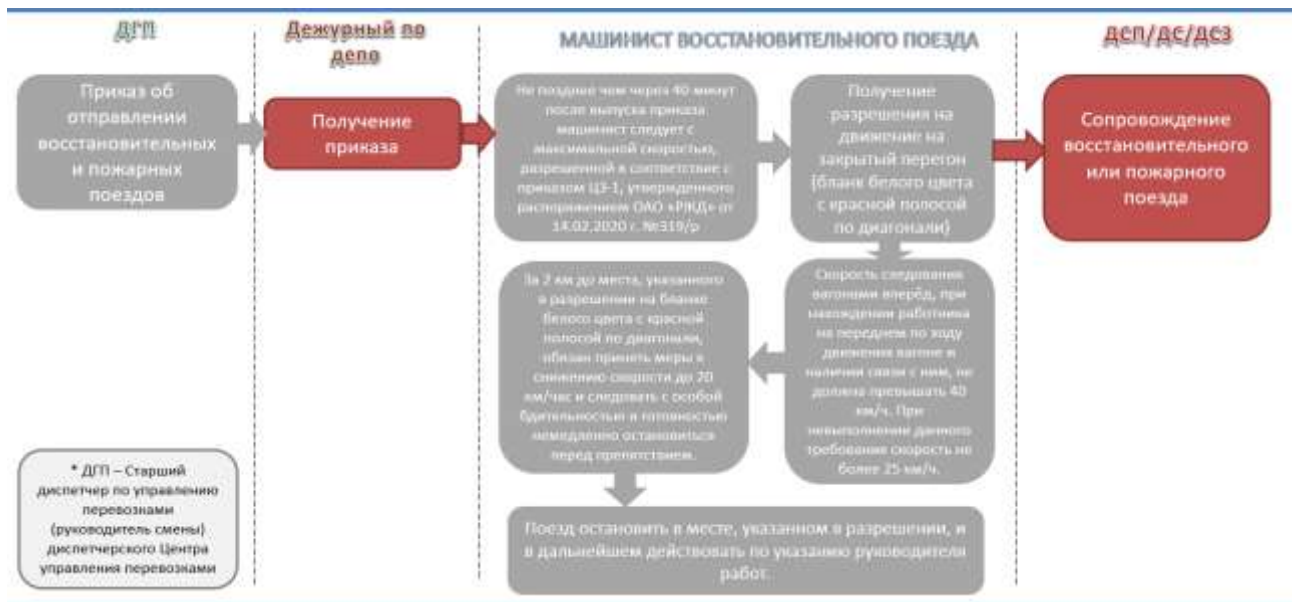 ДГП
Дежурный по
депо
МАШИНИСТ ВОССТАНОВИТЕЛЬНОГО ПОЕЗДА
ДСП/ДС/ДСЗ
Приказ об
отправлении
восстановительных
и пожарных
поездов
Получение
приказа
Не позднее чем через 40 минут
после выпуска приказа
машинист следует с
максимальной скоростью,
разрешенной в соответствие с
приказом ЦЗ-1, утвержденного
распоряжением ОАО «РЖД» от
14.02.2020 г. №319/р
Получение
разрешения на
движение на
закрытый перегон
(бланк белого цвета
с красной полосой
по диагонали)
Сопровождение
восстановительного
или пожарного
поезда
За 2 км до места, указанного
в разрешении на бланке
белого цвета с красной
полосой по диагонали,
обязан принять меры к
снижению скорости до 20
км/час и следовать с особой
бдительностью и готовностью
немедленно остановиться
перед препятствием.
Скорость следования
вагонами вперёд, при
нахождении работника
на переднем по ходу
движения вагоне и
наличии связи с ним, не
должна превышать 40
км/ч. При
невыполнение данного
требования скорость не
более 25 км/ч.
* ДГП – Старший
диспетчер по управлению
перевозками
(руководитель смены)
диспетчерского Центра
управления перевозками
Поезд остановить в месте, указанном в разрешении, и
в дальнейшем действовать по указанию руководителя
работ.